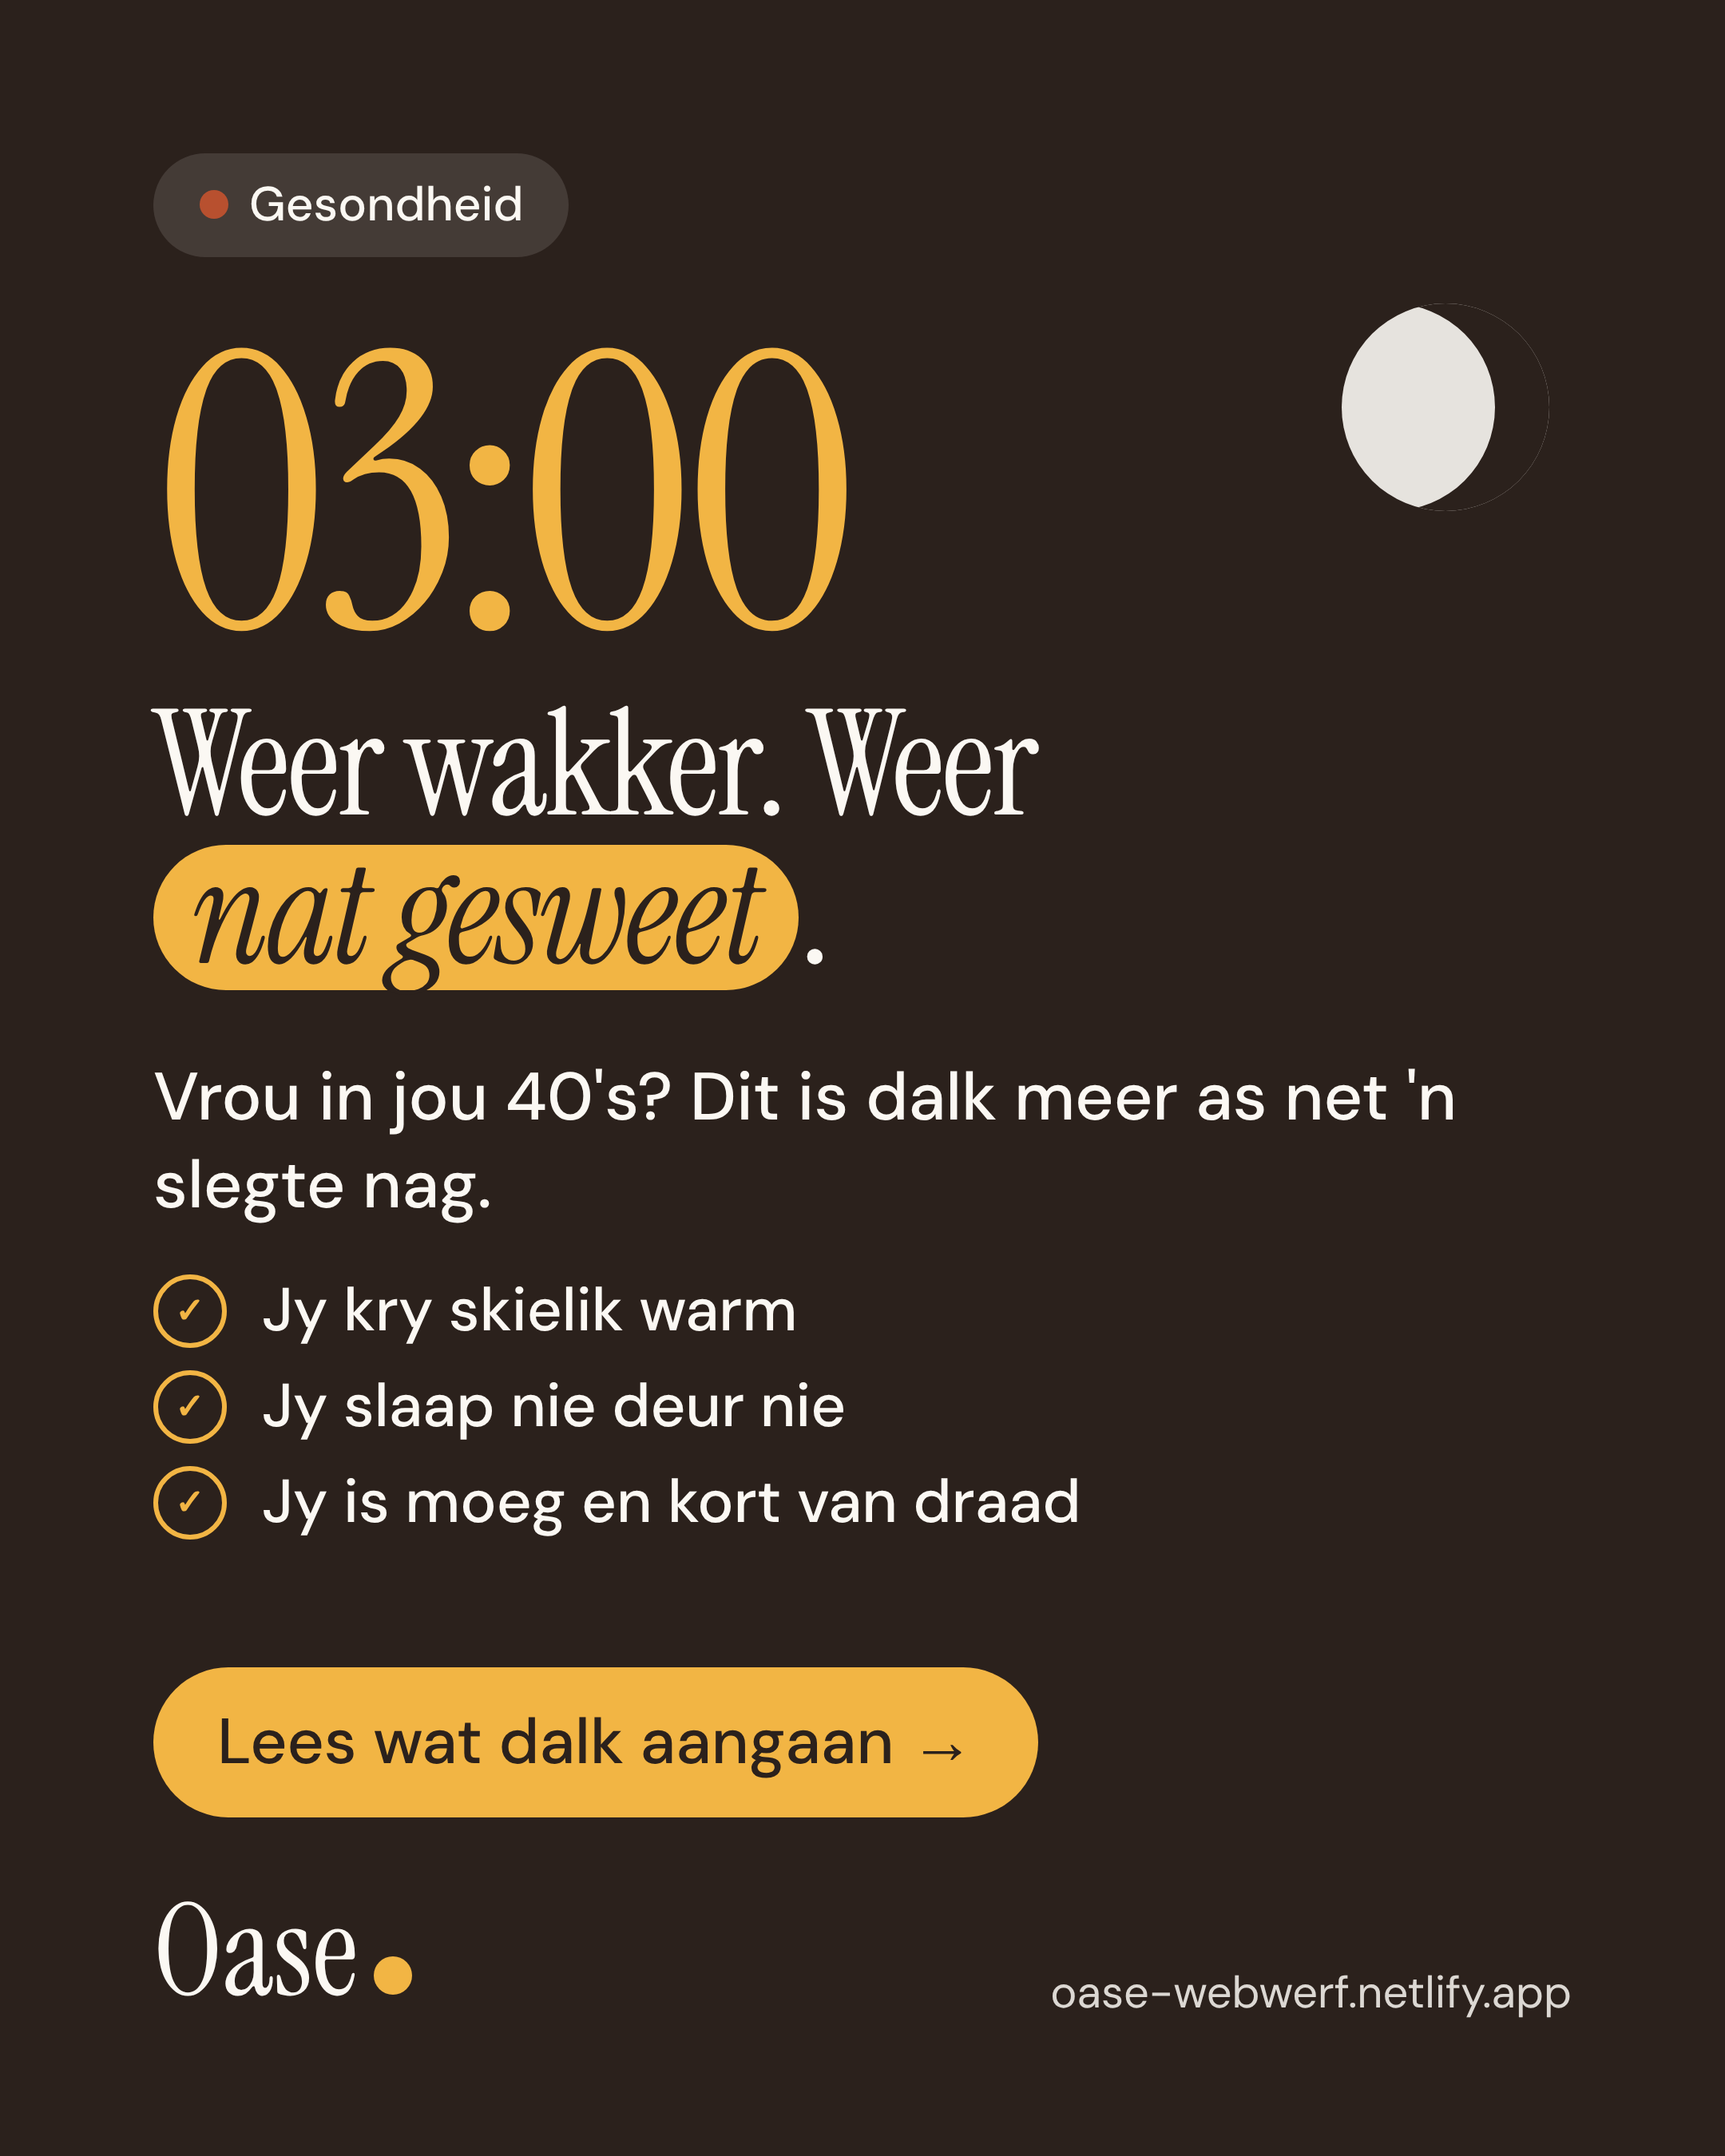 Gesondheid
03:00
Weer wakker. Weer
nat gesweet.
Vrou in jou 40's? Dit is dalk meer as net 'n
slegte nag.
✓ Jy kry skielik warm
✓ Jy slaap nie deur nie
✓ Jy is moeg en kort van draad
Lees wat dalk aangaan →
Oase.
oase-webwerf.netlify.app